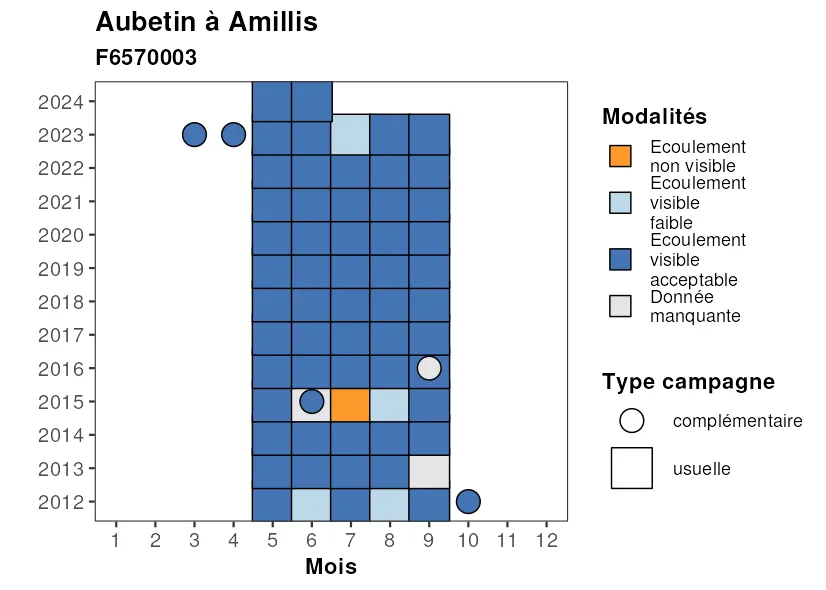 Aubetin à Amillis
F6570003
2024
2023
2022
2021
2020
2019
2018
2017
2016
2015
2014
2013
2012
1 2 3 4 5 6 7 8 9 10 11 12
Mois
Modalités
Ecoulement
non visible
Ecoulement
visible
faible
Ecoulement
visible
acceptable
Donnée
manquante
Type campagne
complémentaire
usuelle